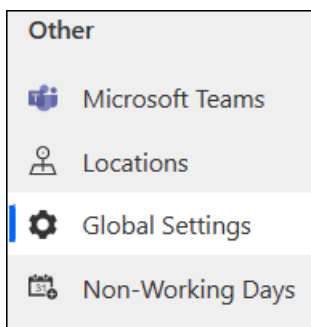 Other
Microsoft Teams
Locations
Global Settings
Non-Working Days